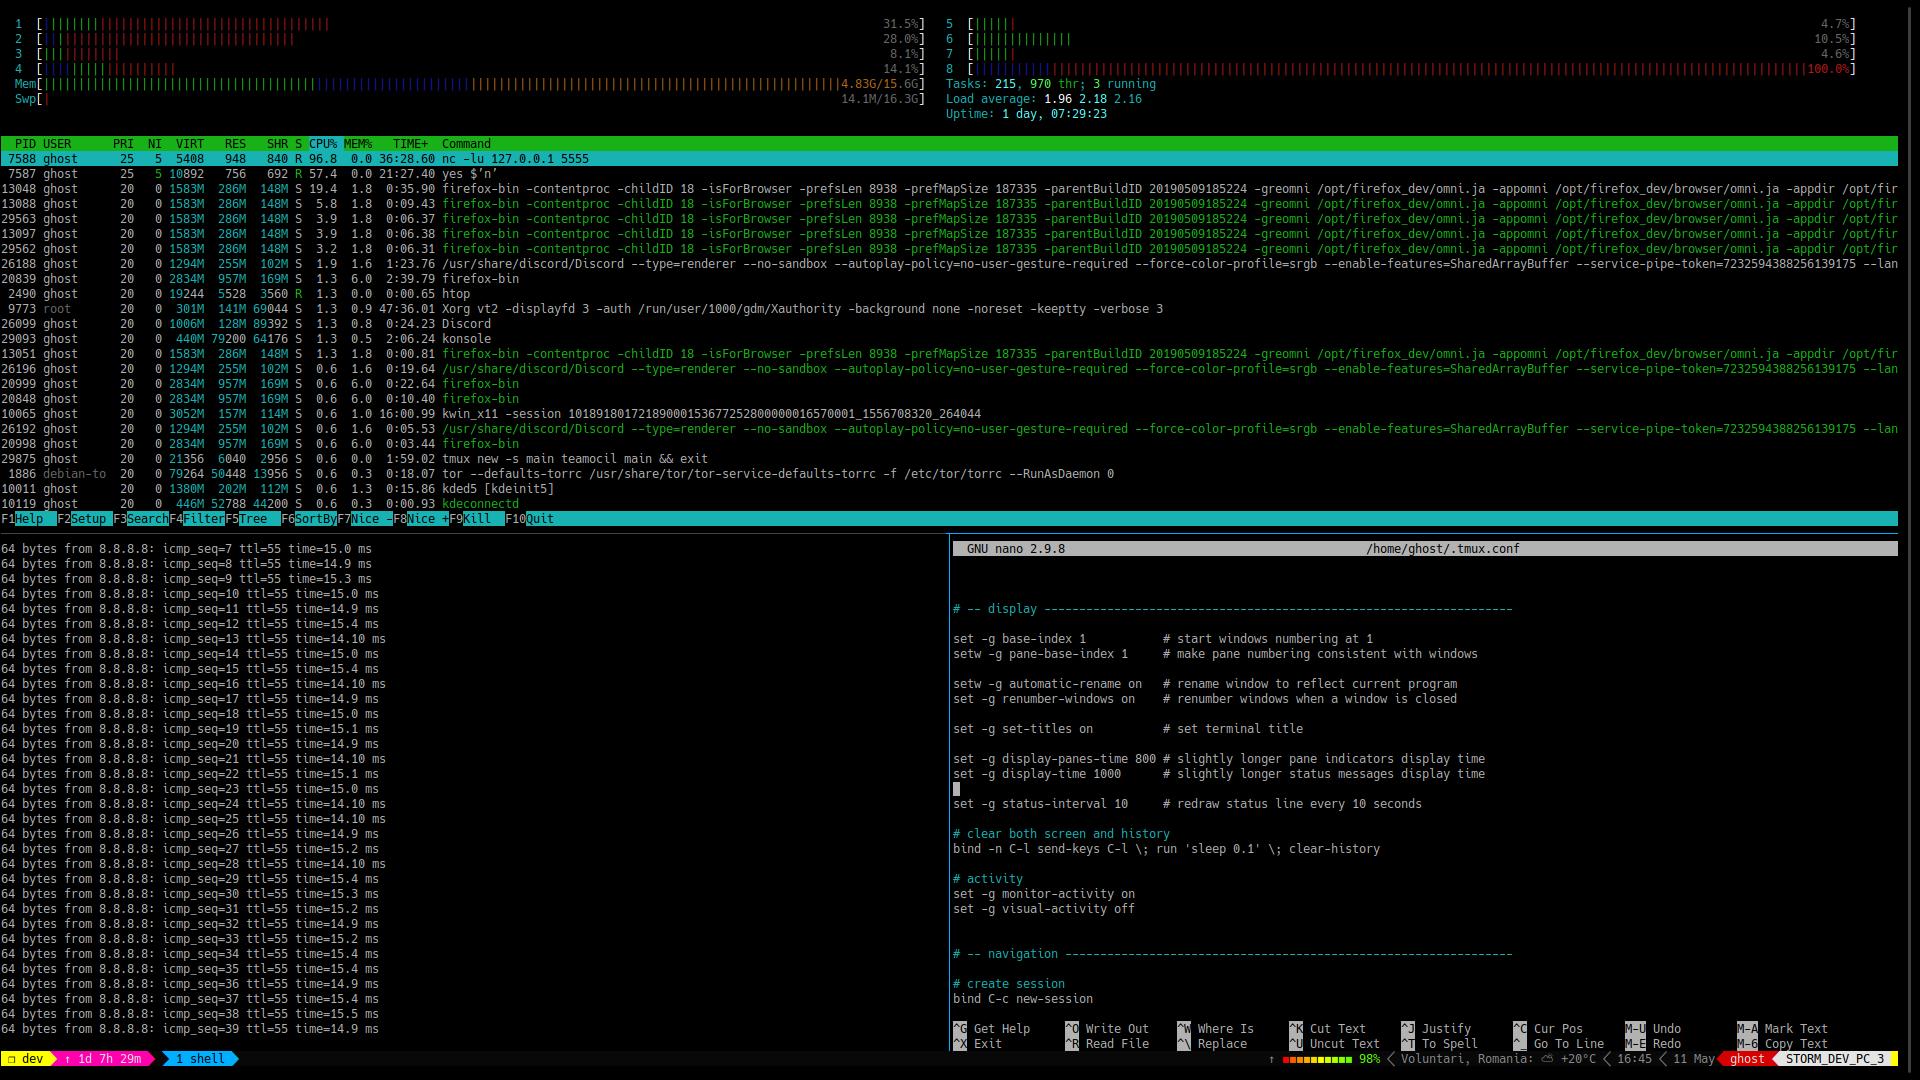 1 [ 31.5%] 5 [ 4.7%]
2 [ 28.0%] 6 [ 10.5%]
3 [ 8.1%] 7 [ 4.6%]
4 [ 14.1%] 8 [ 100.0%]
Mem[ 4.83G/15.6G] Tasks: 215, 970 thr; 3 running
Swp[ 14.1M/16.3G] Load average: 1.96 2.18 2.16
Uptime: 1 day, 07:29:23
PID USER PRI NI VIRT RES SHR S CPU% MEM% TIME+ Command
7588 ghost 25 5 5408 948 840 R 96.8 0.0 36:28.60 nc -lu 127.0.0.1 5555
7587 ghost 25 5 10892 756 692 R 57.4 0.0 21:27.40 yes $'n'
13048 ghost 20 0 1583M 286M 148M S 19.4 1.8 0:35.90 firefox-bin -contentproc -childID 18 -isForBrowser -prefsLen 8938 -prefMapSize 187335 -parentBuildID 20190509185224 -greomni /opt/firefox_dev/omni.ja -appomni /opt/firefox_dev/browser/omni.ja -appdir /opt/fir
13088 ghost 20 0 1583M 286M 148M S 5.8 1.8 0:09.43 firefox-bin -contentproc -childID 18 -isForBrowser -prefsLen 8938 -prefMapSize 187335 -parentBuildID 20190509185224 -greomni /opt/firefox_dev/omni.ja -appomni /opt/firefox_dev/browser/omni.ja -appdir /opt/fir
29563 ghost 20 0 1583M 286M 148M S 3.9 1.8 0:06.37 firefox-bin -contentproc -childID 18 -isForBrowser -prefsLen 8938 -prefMapSize 187335 -parentBuildID 20190509185224 -greomni /opt/firefox_dev/omni.ja -appomni /opt/firefox_dev/browser/omni.ja -appdir /opt/fir
13097 ghost 20 0 1583M 286M 148M S 3.9 1.8 0:06.38 firefox-bin -contentproc -childID 18 -isForBrowser -prefsLen 8938 -prefMapSize 187335 -parentBuildID 20190509185224 -greomni /opt/firefox_dev/omni.ja -appomni /opt/firefox_dev/browser/omni.ja -appdir /opt/fir
29562 ghost 20 0 1583M 286M 148M S 3.2 1.8 0:06.31 firefox-bin -contentproc -childID 18 -isForBrowser -prefsLen 8938 -prefMapSize 187335 -parentBuildID 20190509185224 -greomni /opt/firefox_dev/omni.ja -appomni /opt/firefox_dev/browser/omni.ja -appdir /opt/fir
26188 ghost 20 0 1294M 255M 102M S 1.9 1.6 1:23.76 /usr/share/discord/Discord --type=renderer --no-sandbox --autoplay-policy=no-user-gesture-required --force-color-profile=srgb --enable-features=SharedArrayBuffer --service-pipe-token=7232594388256139175 --lan
20839 ghost 20 0 2834M 957M 169M S 1.3 6.0 2:39.79 firefox-bin
2490 ghost 20 0 19244 5528 3560 R 1.3 0.0 0:00.65 htop
9773 root 20 0 301M 141M 69044 S 1.3 0.9 47:36.01 Xorg vt2 -displayfd 3 -auth /run/user/1000/gdm/Xauthority -background none -noreset -keeptty -verbose 3
26099 ghost 20 0 1006M 128M 89392 S 1.3 0.8 0:24.23 Discord
29093 ghost 20 0 440M 79200 64176 S 1.3 0.5 2:06.24 konsole
13051 ghost 20 0 1583M 286M 148M S 1.3 1.8 0:00.81 firefox-bin -contentproc -childID 18 -isForBrowser -prefsLen 8938 -prefMapSize 187335 -parentBuildID 20190509185224 -greomni /opt/firefox_dev/omni.ja -appomni /opt/firefox_dev/browser/omni.ja -appdir /opt/fir
26196 ghost 20 0 1294M 255M 102M S 0.6 1.6 0:19.64 /usr/share/discord/Discord --type=renderer --no-sandbox --autoplay-policy=no-user-gesture-required --force-color-profile=srgb --enable-features=SharedArrayBuffer --service-pipe-token=7232594388256139175 --lan
20999 ghost 20 0 2834M 957M 169M S 0.6 6.0 0:22.64 firefox-bin
20848 ghost 20 0 2834M 957M 169M S 0.6 6.0 0:10.40 firefox-bin
10065 ghost 20 0 3052M 157M 114M S 0.6 1.0 16:00.99 kwin_x11 -session 1018918017218900015367725280000001657​0001_1556708320_264044
26192 ghost 20 0 1294M 255M 102M S 0.6 1.6 0:05.53 /usr/share/discord/Discord --type=renderer --no-sandbox --autoplay-policy=no-user-gesture-required --force-color-profile=srgb --enable-features=SharedArrayBuffer --service-pipe-token=7232594388256139175 --lan
20998 ghost 20 0 2834M 957M 169M S 0.6 6.0 0:03.44 firefox-bin
29875 ghost 20 0 21356 6040 2956 S 0.6 0.0 1:59.02 tmux new -s main teamocil main && exit
1886 debian-to 20 0 79264 50448 13956 S 0.6 0.3 0:18.07 tor --defaults-torrc /usr/share/tor/tor-service-defaults-torrc -f /etc/tor/torrc --RunAsDaemon 0
10011 ghost 20 0 1380M 202M 112M S 0.6 1.3 0:15.86 kded5 [kdeinit5]
10119 ghost 20 0 446M 52788 44200 S 0.6 0.3 0:00.93 kdeconnectd
F1Help F2Setup F3SearchF4FilterF5Tree F6SortByF7Nice -F8Nice +F9Kill F10Quit
64 bytes from 8.8.8.8: icmp_seq=7 ttl=55 time=15.0 ms
64 bytes from 8.8.8.8: icmp_seq=8 ttl=55 time=14.9 ms
64 bytes from 8.8.8.8: icmp_seq=9 ttl=55 time=15.3 ms
64 bytes from 8.8.8.8: icmp_seq=10 ttl=55 time=15.0 ms
64 bytes from 8.8.8.8: icmp_seq=11 ttl=55 time=14.9 ms
64 bytes from 8.8.8.8: icmp_seq=12 ttl=55 time=15.4 ms
64 bytes from 8.8.8.8: icmp_seq=13 ttl=55 time=14.10 ms
64 bytes from 8.8.8.8: icmp_seq=14 ttl=55 time=15.0 ms
64 bytes from 8.8.8.8: icmp_seq=15 ttl=55 time=15.4 ms
64 bytes from 8.8.8.8: icmp_seq=16 ttl=55 time=14.10 ms
64 bytes from 8.8.8.8: icmp_seq=17 ttl=55 time=14.9 ms
64 bytes from 8.8.8.8: icmp_seq=18 ttl=55 time=15.0 ms
64 bytes from 8.8.8.8: icmp_seq=19 ttl=55 time=15.1 ms
64 bytes from 8.8.8.8: icmp_seq=20 ttl=55 time=14.9 ms
64 bytes from 8.8.8.8: icmp_seq=21 ttl=55 time=14.10 ms
64 bytes from 8.8.8.8: icmp_seq=22 ttl=55 time=15.1 ms
64 bytes from 8.8.8.8: icmp_seq=23 ttl=55 time=15.0 ms
64 bytes from 8.8.8.8: icmp_seq=24 ttl=55 time=14.10 ms
64 bytes from 8.8.8.8: icmp_seq=25 ttl=55 time=14.10 ms
64 bytes from 8.8.8.8: icmp_seq=26 ttl=55 time=14.9 ms
64 bytes from 8.8.8.8: icmp_seq=27 ttl=55 time=15.2 ms
64 bytes from 8.8.8.8: icmp_seq=28 ttl=55 time=14.10 ms
64 bytes from 8.8.8.8: icmp_seq=29 ttl=55 time=15.4 ms
64 bytes from 8.8.8.8: icmp_seq=30 ttl=55 time=15.3 ms
64 bytes from 8.8.8.8: icmp_seq=31 ttl=55 time=15.2 ms
64 bytes from 8.8.8.8: icmp_seq=32 ttl=55 time=14.9 ms
64 bytes from 8.8.8.8: icmp_seq=33 ttl=55 time=15.2 ms
64 bytes from 8.8.8.8: icmp_seq=34 ttl=55 time=15.4 ms
64 bytes from 8.8.8.8: icmp_seq=35 ttl=55 time=15.4 ms
64 bytes from 8.8.8.8: icmp_seq=36 ttl=55 time=14.9 ms
64 bytes from 8.8.8.8: icmp_seq=37 ttl=55 time=15.4 ms
64 bytes from 8.8.8.8: icmp_seq=38 ttl=55 time=15.5 ms
64 bytes from 8.8.8.8: icmp_seq=39 ttl=55 time=14.9 ms
GNU nano 2.9.8 /home/ghost/.tmux.conf
# -- display -------------------------------------------------------------------
set -g base-index 1 # start windows numbering at 1
setw -g pane-base-index 1 # make pane numbering consistent with windows
setw -g automatic-rename on # rename window to reflect current program
set -g renumber-windows on # renumber windows when a window is closed
set -g set-titles on # set terminal title
set -g display-panes-time 800 # slightly longer pane indicators display time
set -g display-time 1000 # slightly longer status messages display time
set -g status-interval 10 # redraw status line every 10 seconds
# clear both screen and history
bind -n C-l send-keys C-l \; run 'sleep 0.1' \; clear-history
# activity
set -g monitor-activity on
set -g visual-activity off
# -- navigation ----------------------------------------------------------------
# create session
bind C-c new-session
^G Get Help ^O Write Out ^W Where Is ^K Cut Text ^J Justify ^C Cur Pos M-U Undo M-A Mark Text
^X Exit ^R Read File ^\ Replace ^U Uncut Text ^T To Spell ^_ Go To Line M-E Redo M-6 Copy Text
❐ dev ↑ 1d 7h 29m 1 shell ↑ 98% Voluntari, Romania: +20°C 16:45 11 May ghost STORM_DEV_PC_3